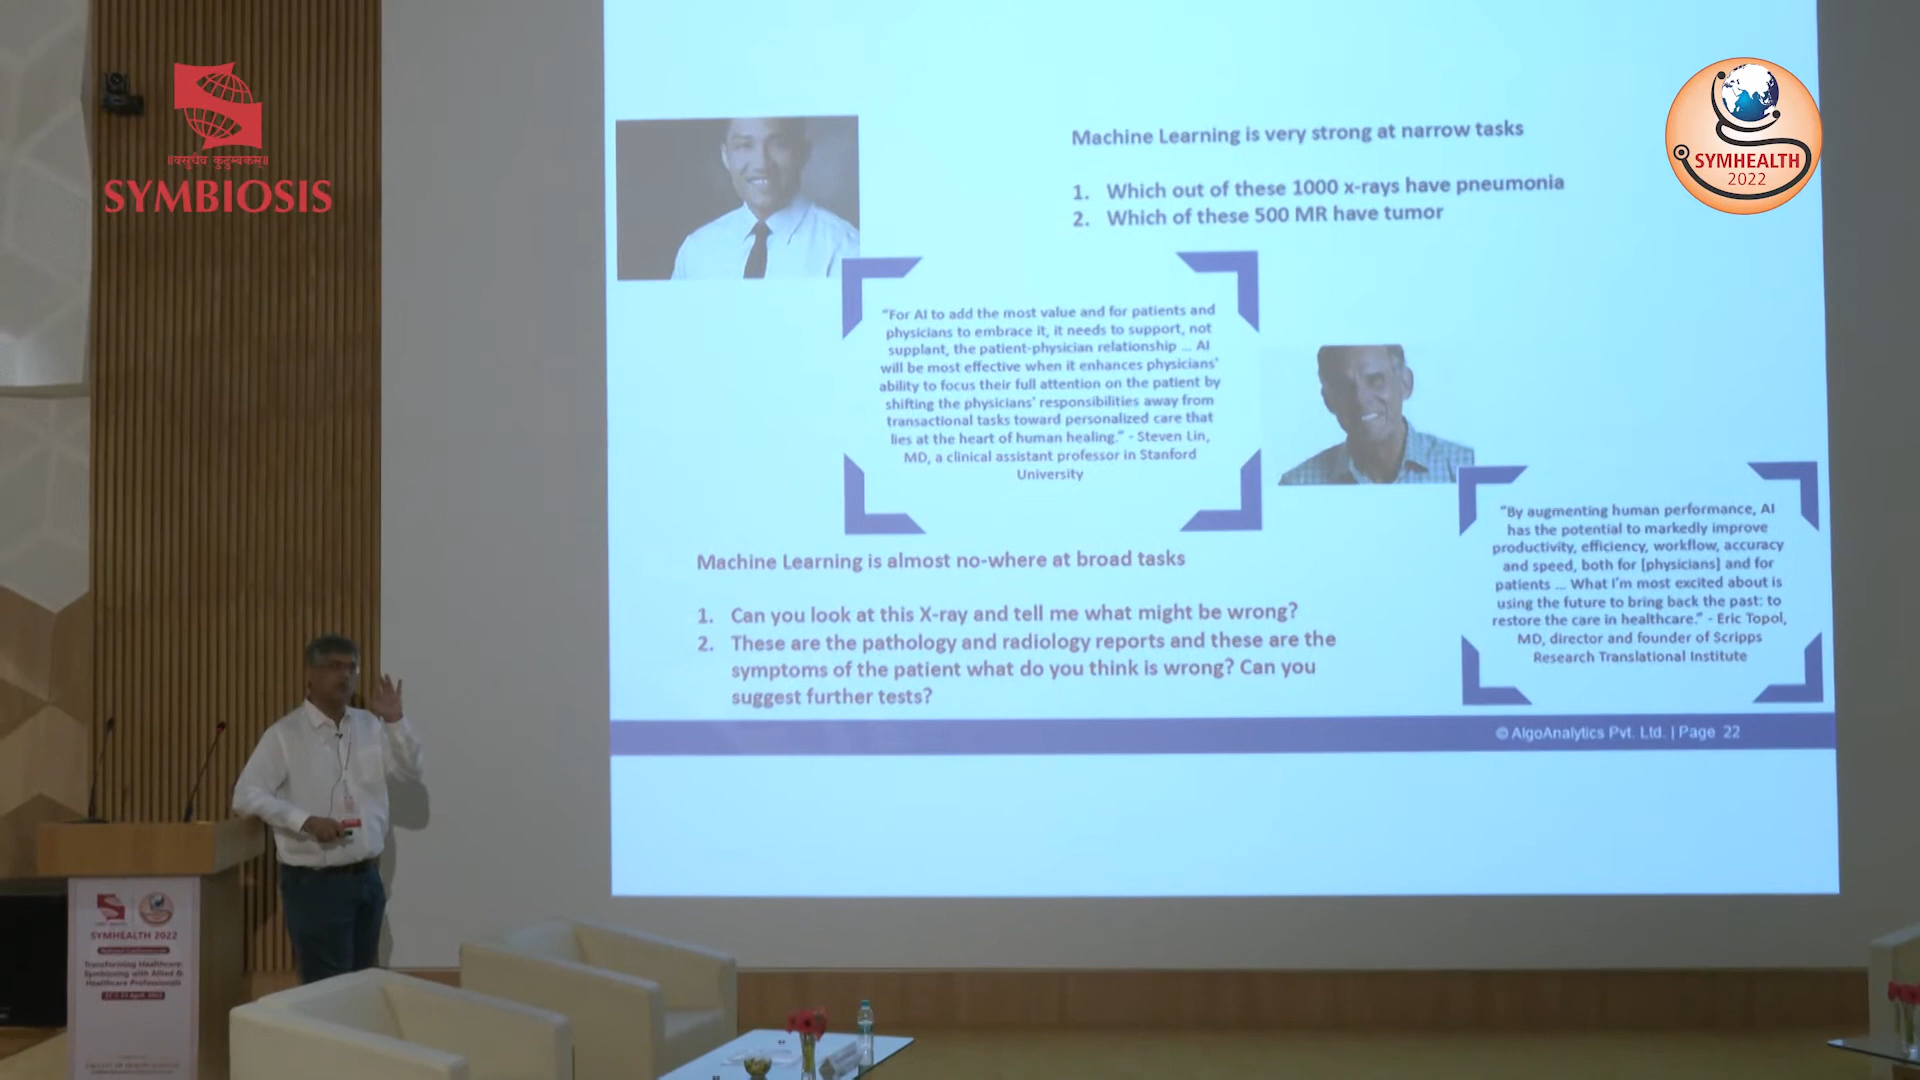 ॥वसुधैव कुटुम्बकम्॥
SYMBIOSIS
SYMHEALTH
2022
Machine Learning is very strong at narrow tasks
1. Which out of these 1000 x-rays have pneumonia
2. Which of these 500 MR have tumor
"For AI to add the most value and for patients and
physicians to embrace it, it needs to support, not
supplant, the patient-physician relationship ... AI
will be most effective when it enhances physicians'
ability to focus their full attention on the patient by
shifting the physicians' responsibilities away from
transactional tasks toward personalized care that
lies at the heart of human healing." - Steven Lin,
MD, a clinical assistant professor in Stanford
University
"By augmenting human performance, AI
has the potential to markedly improve
productivity, efficiency, workflow, accuracy
and speed, both for [physicians] and for
patients ... What I'm most excited about is
using the future to bring back the past: to
restore the care in healthcare." - Eric Topol,
MD, director and founder of Scripps
Research Translational Institute
Machine Learning is almost no-where at broad tasks
1. Can you look at this X-ray and tell me what might be wrong?
2. These are the pathology and radiology reports and these are the
symptoms of the patient what do you think is wrong? Can you
suggest further tests?
© AlgoAnalytics Pvt. Ltd. | Page 22
SYMHEALTH 2022
Transforming Healthcare:
Symbiosing with Allied &
Healthcare Professionals